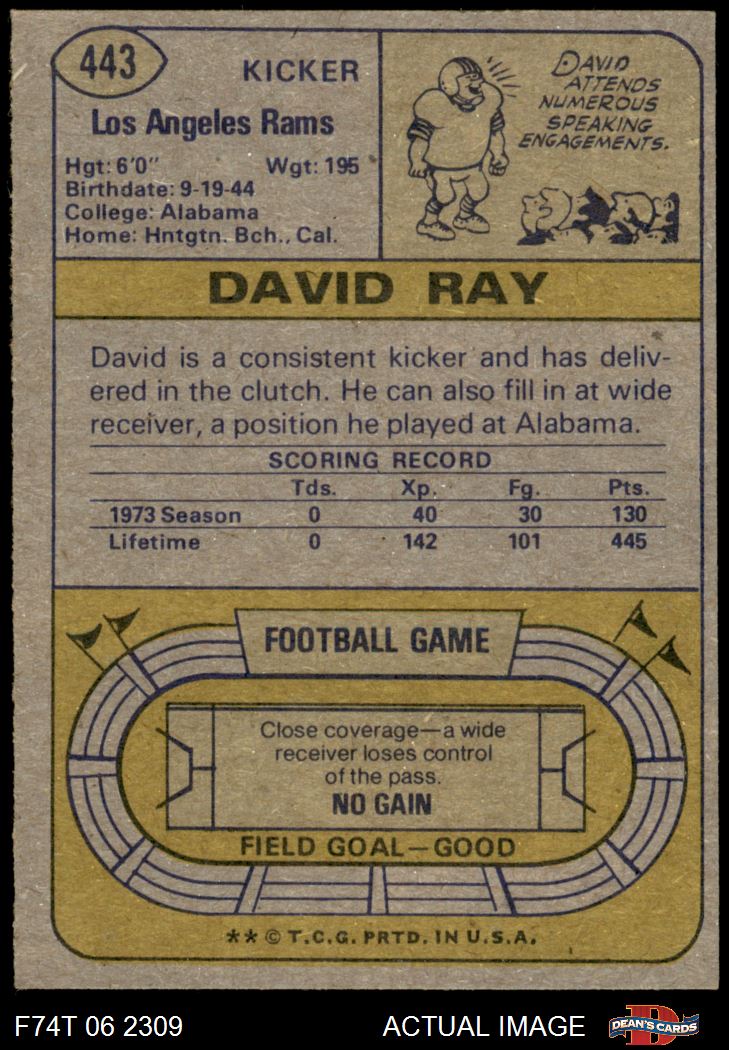 443
KICKER
Los Angeles Rams
Hgt: 6'0" Wgt: 195
Birthdate: 9-19-44
College: Alabama
Home: Hntgtn. Bch., Cal.
DAVID
ATTENDS
NUMEROUS
SPEAKING
ENGAGEMENTS.
DAVID RAY
David is a consistent kicker and has deliv-
ered in the clutch. He can also fill in at wide
receiver, a position he played at Alabama.
SCORING RECORD
Tds. Xp. Fg. Pts.
1973 Season 0 40 30 130
Lifetime 0 142 101 445
FOOTBALL GAME
Close coverage—a wide
receiver loses control
of the pass.
NO GAIN
FIELD GOAL—GOOD
** © T.C.G. PRTD. IN U.S.A.
F74T 06 2309 ACTUAL IMAGE
D
DEAN'S CARDS